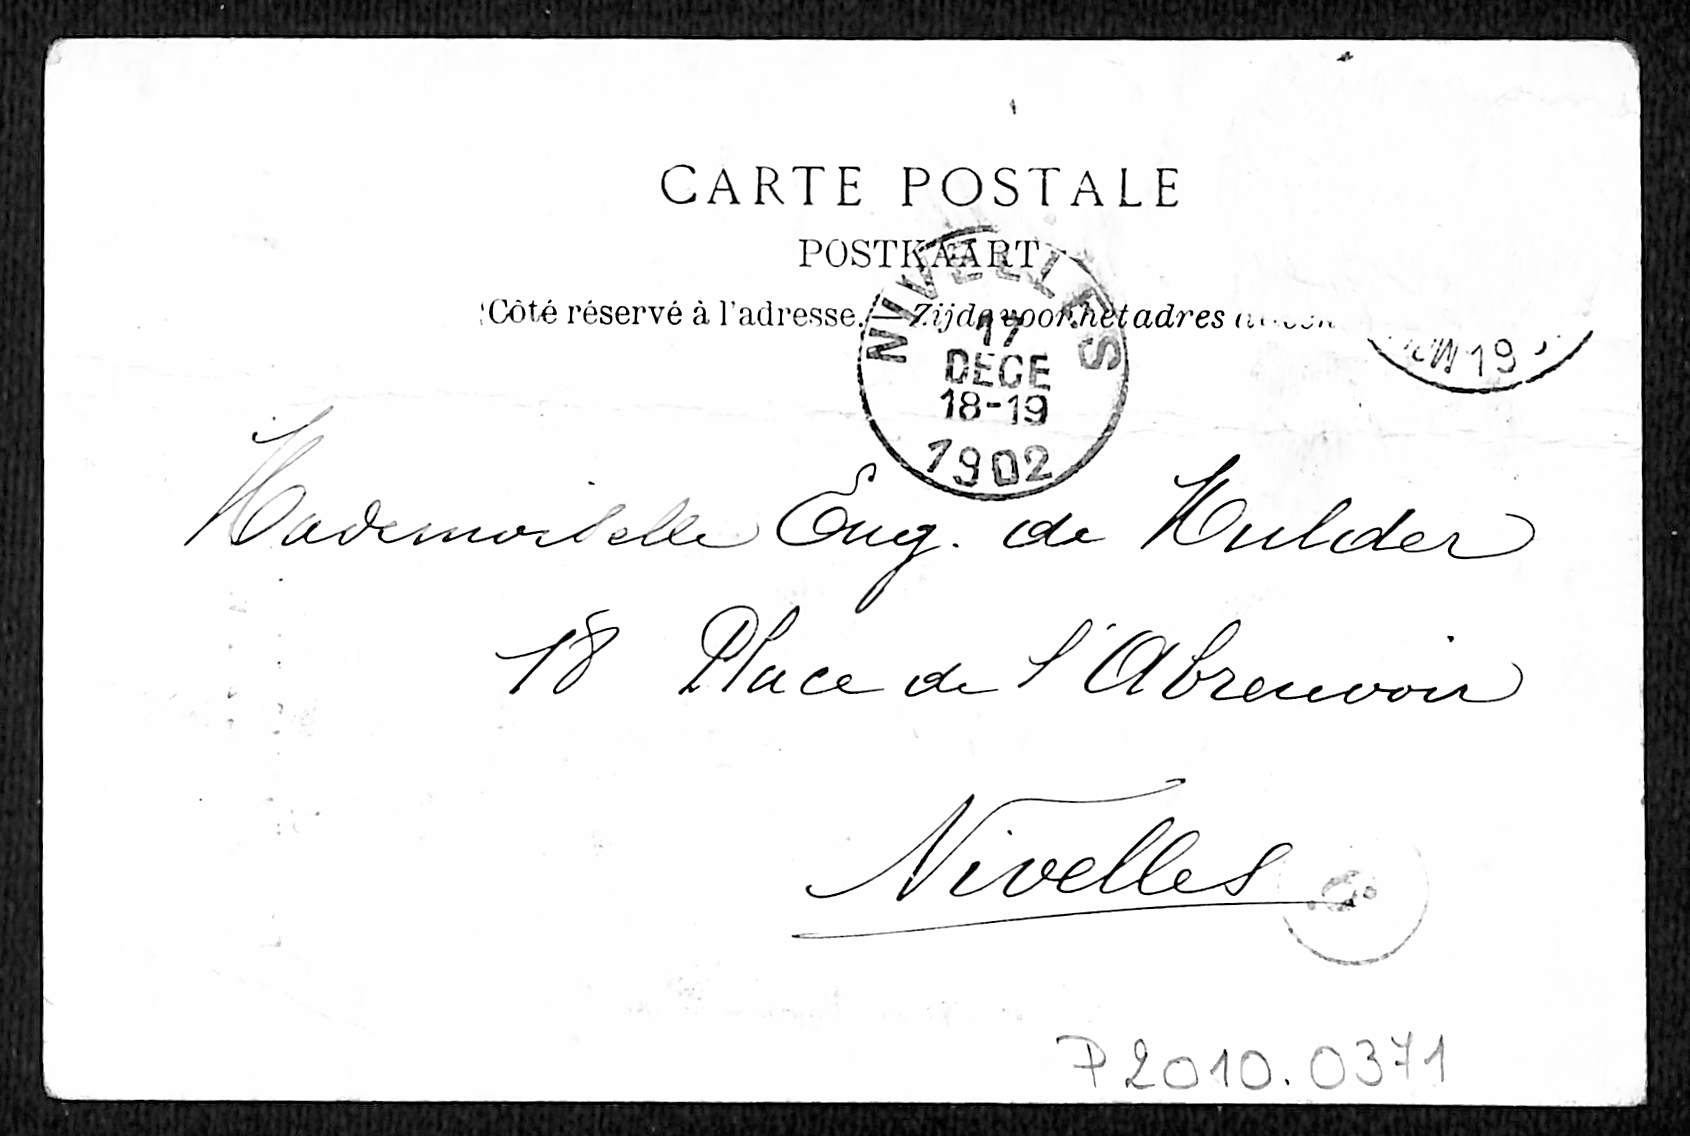 CARTE POSTALE
POSTKAART
Côté réservé à l'adresse. — Zijde voor het adres
NIVELLES
17
DECE
18-19
1902
19
Mademoiselle Eug. de Mulder
18 Place de l'Abreuvoir
Nivelles
P2010.0371